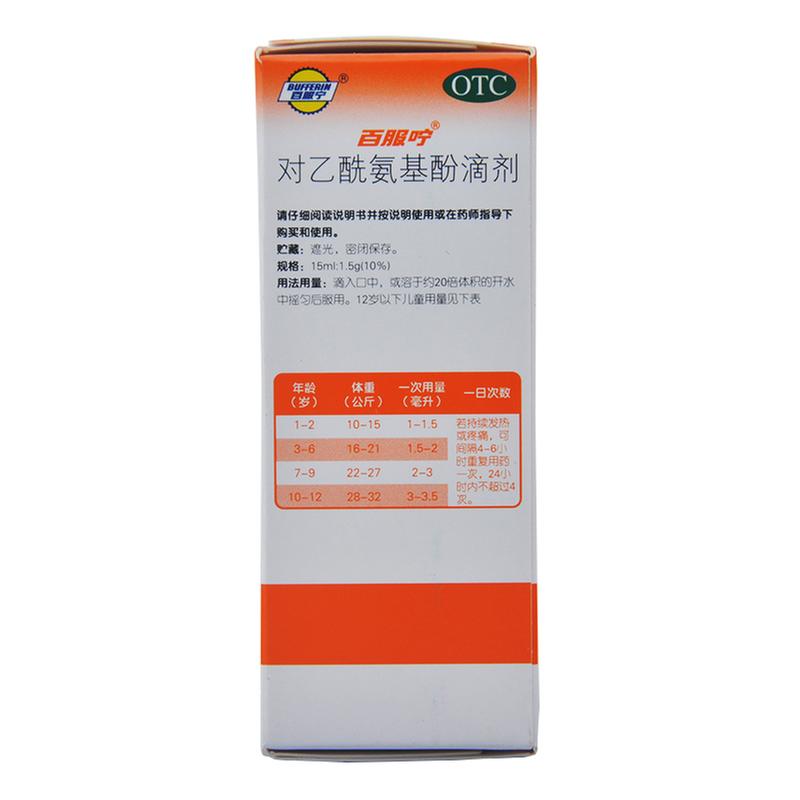 BUFFERIN
百服宁
®
OTC
百服咛®
对乙酰氨基酚滴剂
请仔细阅读说明书并按说明使用或在药师指导下
购买和使用。
贮藏：遮光，密闭保存。
规格：15ml:1.5g(10%)
用法用量：滴入口中，或溶于约20倍体积的开水
中摇匀后服用。12岁以下儿童用量见下表
年龄（岁） 体重（公斤） 一次用量（毫升） 一日次数
1-2 10-15 1-1.5
3-6 16-21 1.5-2
7-9 22-27 2-3
10-12 28-32 3-3.5
若持续发热
或疼痛，可
间隔4-6小
时重复用药
一次，24小
时内不超过4
次。